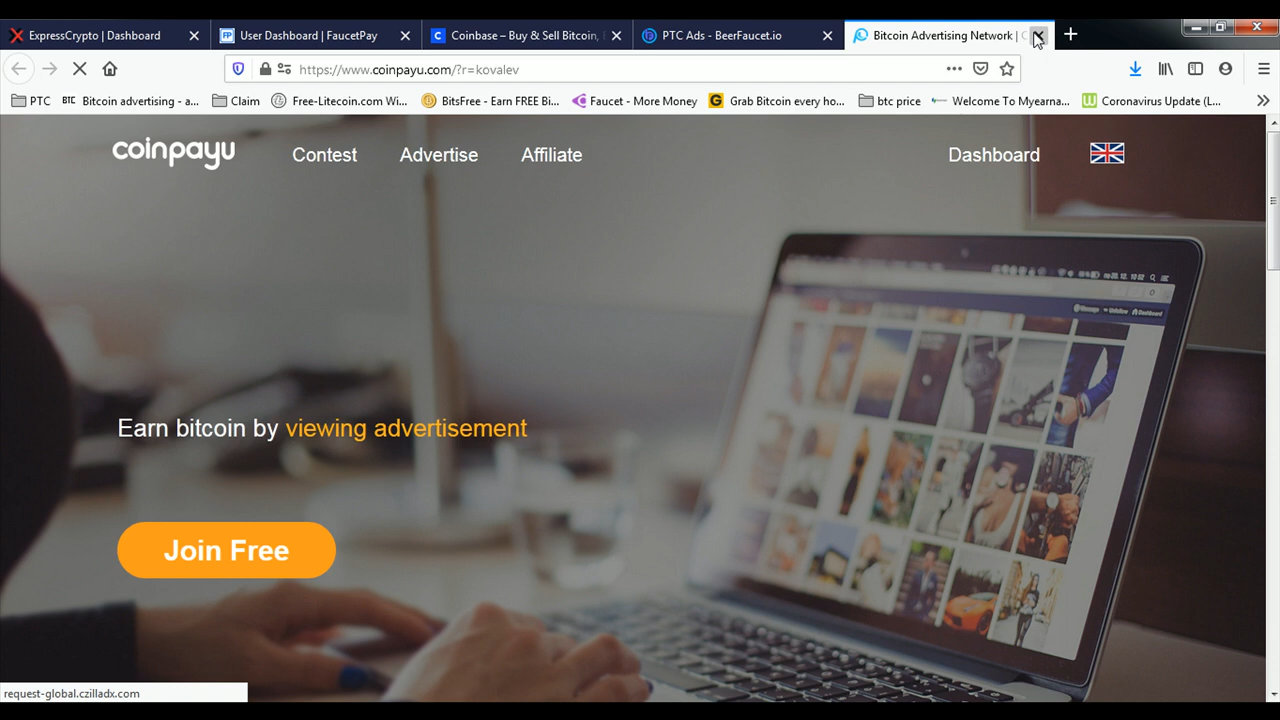 ExpressCrypto | Dashboard
User Dashboard | FaucetPay
Coinbase – Buy & Sell Bitcoin,
PTC Ads - BeerFaucet.io
Bitcoin Advertising Network |
https://www.coinpayu.com/?r=kovalev
PTC
Bitcoin advertising - a...
Claim
Free-Litecoin.com Wi...
BitsFree - Earn FREE Bi...
Faucet - More Money
Grab Bitcoin every ho...
btc price
Welcome To Myearna...
Coronavirus Update (L...
coinpayu
Contest
Advertise
Affiliate
Dashboard
Earn bitcoin by viewing advertisement
Join Free
request-global.czilladx.com